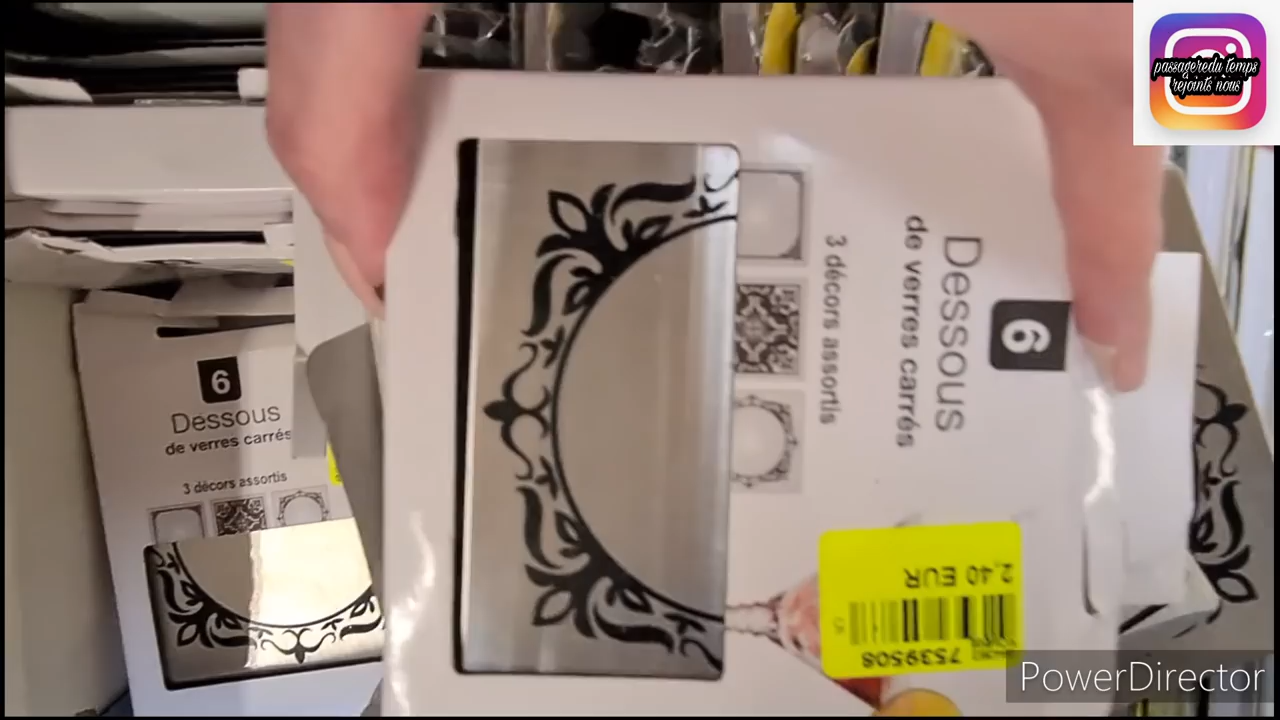 passageredu temps
rejoints nous
6
Dessous
de verres carrés
3 décors assortis
6
Dessous
de verres carrés
3 décors assortis
2,40 EUR
7539508
PowerDirector